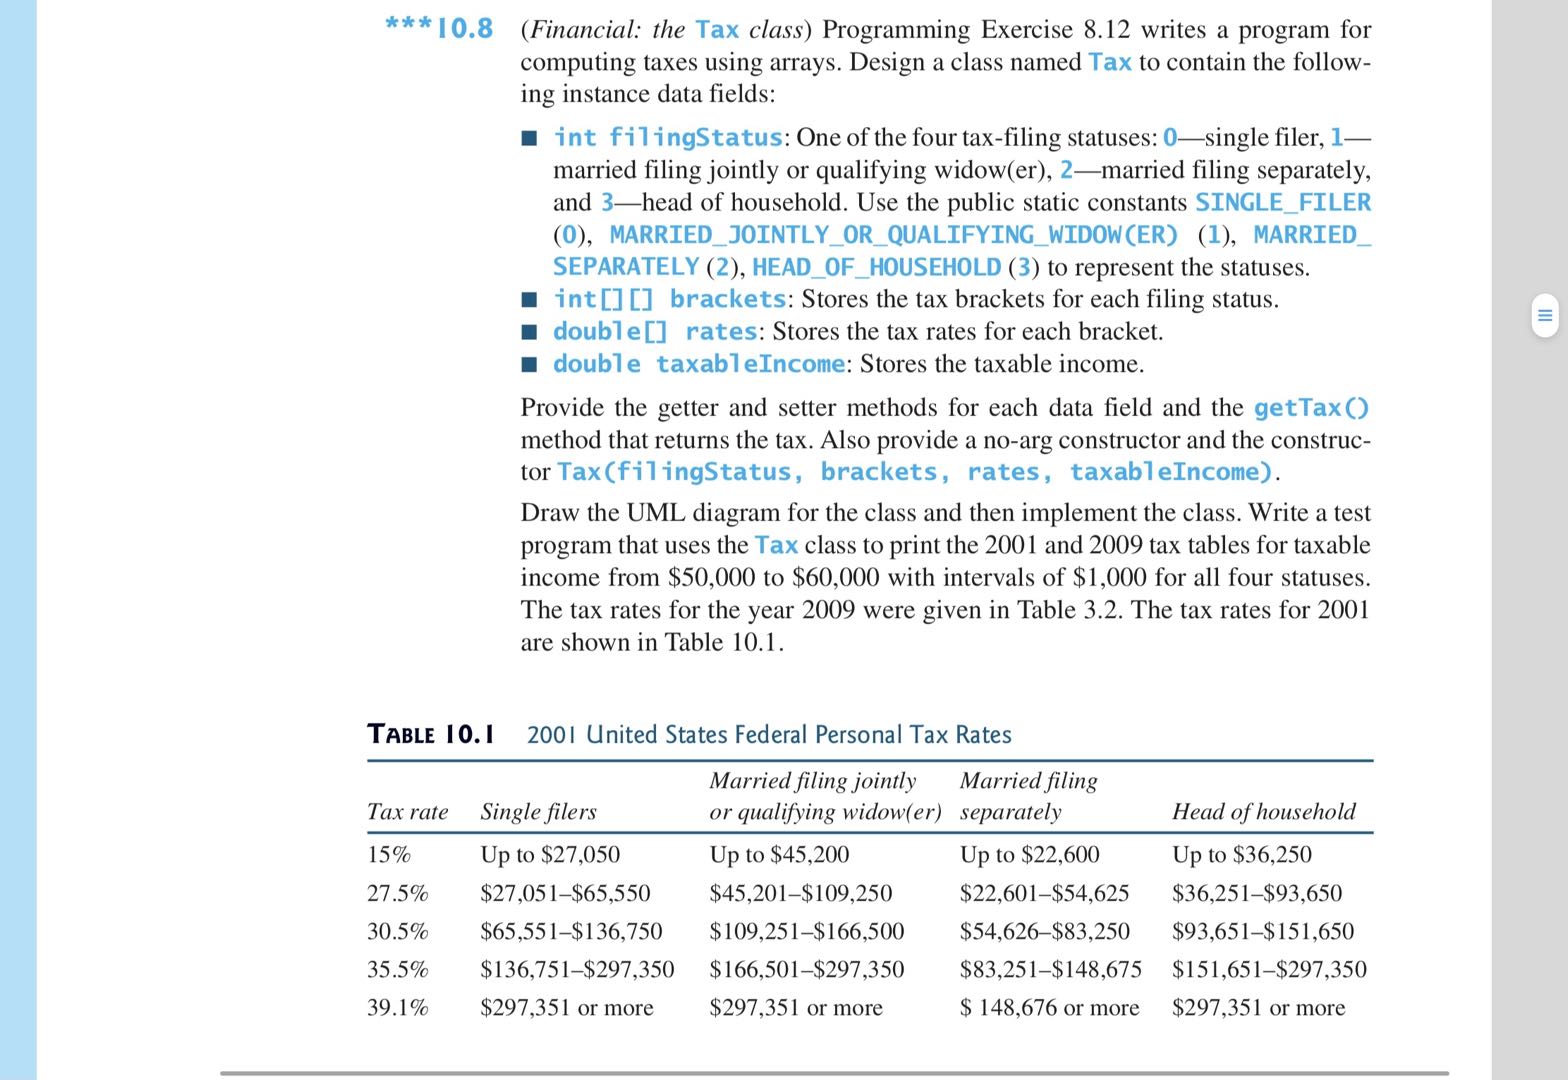 ***10.8 (Financial: the Tax class) Programming Exercise 8.12 writes a program for
computing taxes using arrays. Design a class named Tax to contain the follow-
ing instance data fields:
■ int filingStatus: One of the four tax-filing statuses: 0—single filer, 1—
married filing jointly or qualifying widow(er), 2—married filing separately,
and 3—head of household. Use the public static constants SINGLE_FILER
(0), MARRIED_JOINTLY_OR_QUALIFYING_WIDOW(ER) (1), MARRIED_
SEPARATELY (2), HEAD_OF_HOUSEHOLD (3) to represent the statuses.
■ int[][] brackets: Stores the tax brackets for each filing status.
■ double[] rates: Stores the tax rates for each bracket.
■ double taxableIncome: Stores the taxable income.
Provide the getter and setter methods for each data field and the getTax()
method that returns the tax. Also provide a no-arg constructor and the construc-
tor Tax(filingStatus, brackets, rates, taxableIncome).
Draw the UML diagram for the class and then implement the class. Write a test
program that uses the Tax class to print the 2001 and 2009 tax tables for taxable
income from $50,000 to $60,000 with intervals of $1,000 for all four statuses.
The tax rates for the year 2009 were given in Table 3.2. The tax rates for 2001
are shown in Table 10.1.
TABLE 10.1 2001 United States Federal Personal Tax Rates
Married filing jointly Married filing
Tax rate Single filers or qualifying widow(er) separately Head of household
15% Up to $27,050 Up to $45,200 Up to $22,600 Up to $36,250
27.5% $27,051–$65,550 $45,201–$109,250 $22,601–$54,625 $36,251–$93,650
30.5% $65,551–$136,750 $109,251–$166,500 $54,626–$83,250 $93,651–$151,650
35.5% $136,751–$297,350 $166,501–$297,350 $83,251–$148,675 $151,651–$297,350
39.1% $297,351 or more $297,351 or more $ 148,676 or more $297,351 or more